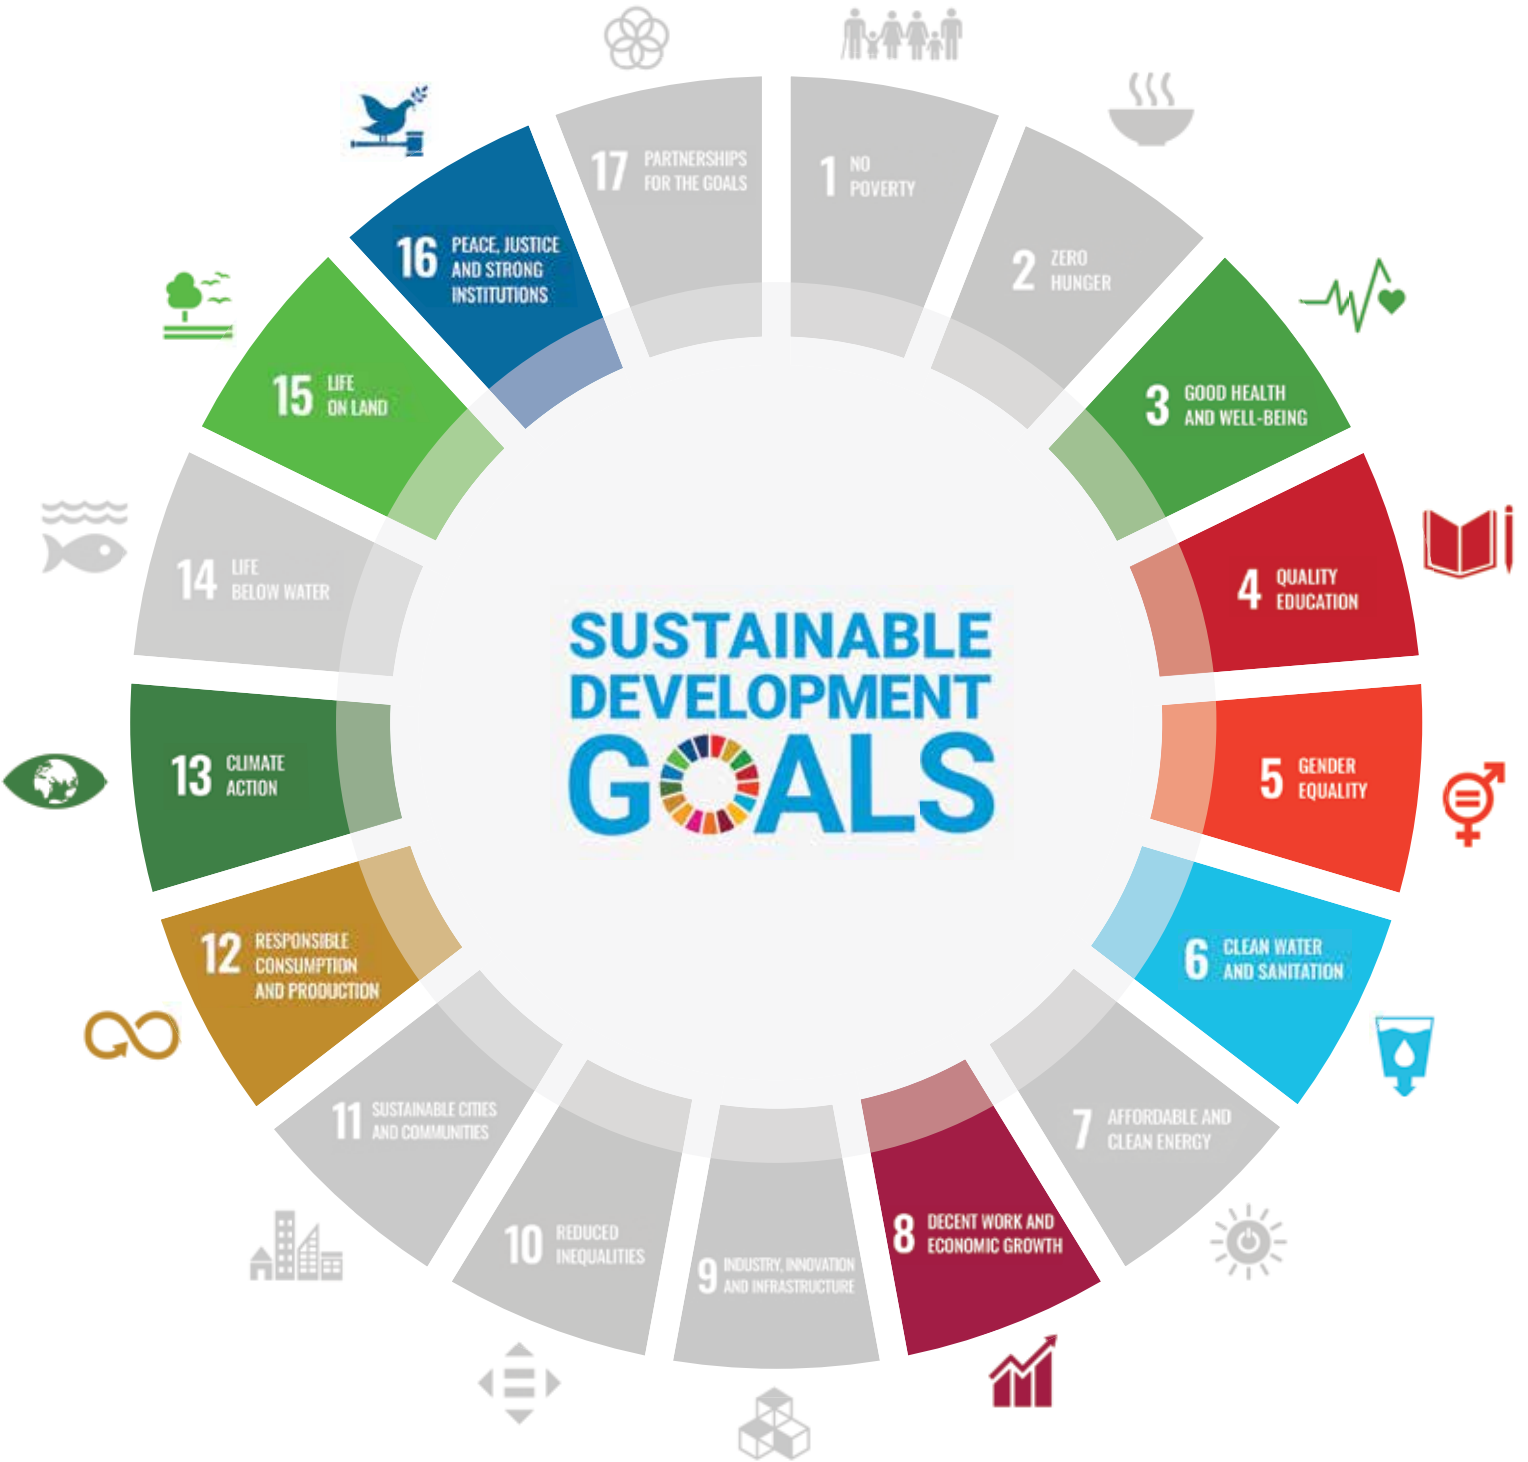 17 PARTNERSHIPS
FOR THE GOALS
1 NO
POVERTY
2 ZERO
HUNGER
3 GOOD HEALTH
AND WELL-BEING
4 QUALITY
EDUCATION
5 GENDER
EQUALITY
6 CLEAN WATER
AND SANITATION
7 AFFORDABLE AND
CLEAN ENERGY
8 DECENT WORK AND
ECONOMIC GROWTH
9 INDUSTRY, INNOVATION
AND INFRASTRUCTURE
10 REDUCED
INEQUALITIES
11 SUSTAINABLE CITIES
AND COMMUNITIES
12 RESPONSIBLE
CONSUMPTION
AND PRODUCTION
13 CLIMATE
ACTION
14 LIFE
BELOW WATER
15 LIFE
ON LAND
16 PEACE, JUSTICE
AND STRONG
INSTITUTIONS
SUSTAINABLE
DEVELOPMENT
GOALS